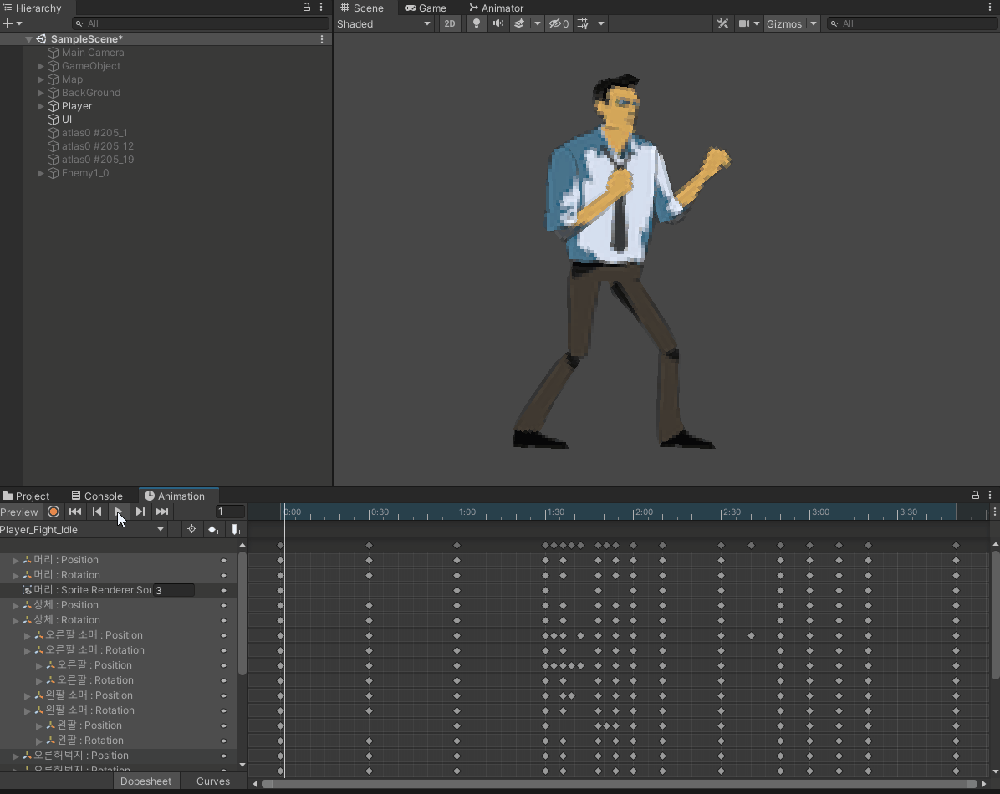 Hierarchy
All
SampleScene*
Main Camera
GameObject
Map
BackGround
Player
UI
atlas0 #205_1
atlas0 #205_12
atlas0 #205_19
Enemy1_0
Scene
Game
Animator
Shaded
2D
0
Gizmos
All
Project
Console
Animation
Preview
1
0:00
0:30
1:00
1:30
2:00
2:30
3:00
3:30
Player_Fight_Idle
머리 : Position
머리 : Rotation
머리 : Sprite Renderer.Sor 3
상체 : Position
상체 : Rotation
오른팔 소매 : Position
오른팔 소매 : Rotation
오른팔 : Position
오른팔 : Rotation
왼팔 소매 : Position
왼팔 소매 : Rotation
왼팔 : Position
왼팔 : Rotation
오른허벅지 : Position
오른허벅지 : Rotation
Dopesheet
Curves